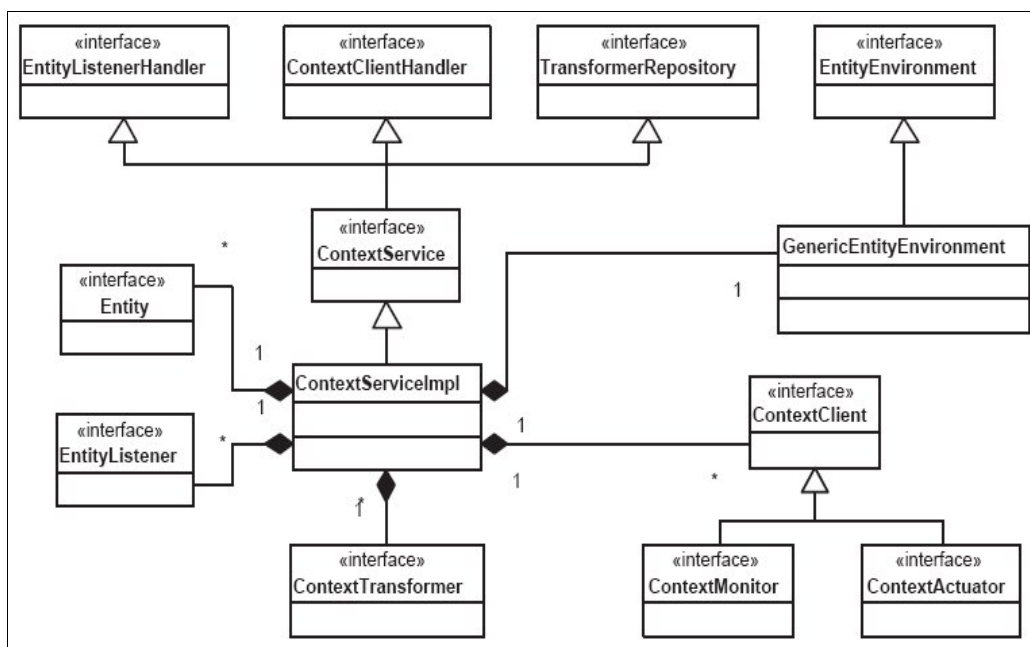 «interface»
EntityListenerHandler
«interface»
ContextClientHandler
«interface»
TransformerRepository
«interface»
EntityEnvironment
«interface»
ContextService
GenericEntityEnvironment
*
«interface»
Entity
1
1
ContextServiceImpl
1
«interface»
EntityListener
*
1
1
«interface»
ContextClient
*
*
1
«interface»
ContextTransformer
«interface»
ContextMonitor
«interface»
ContextActuator